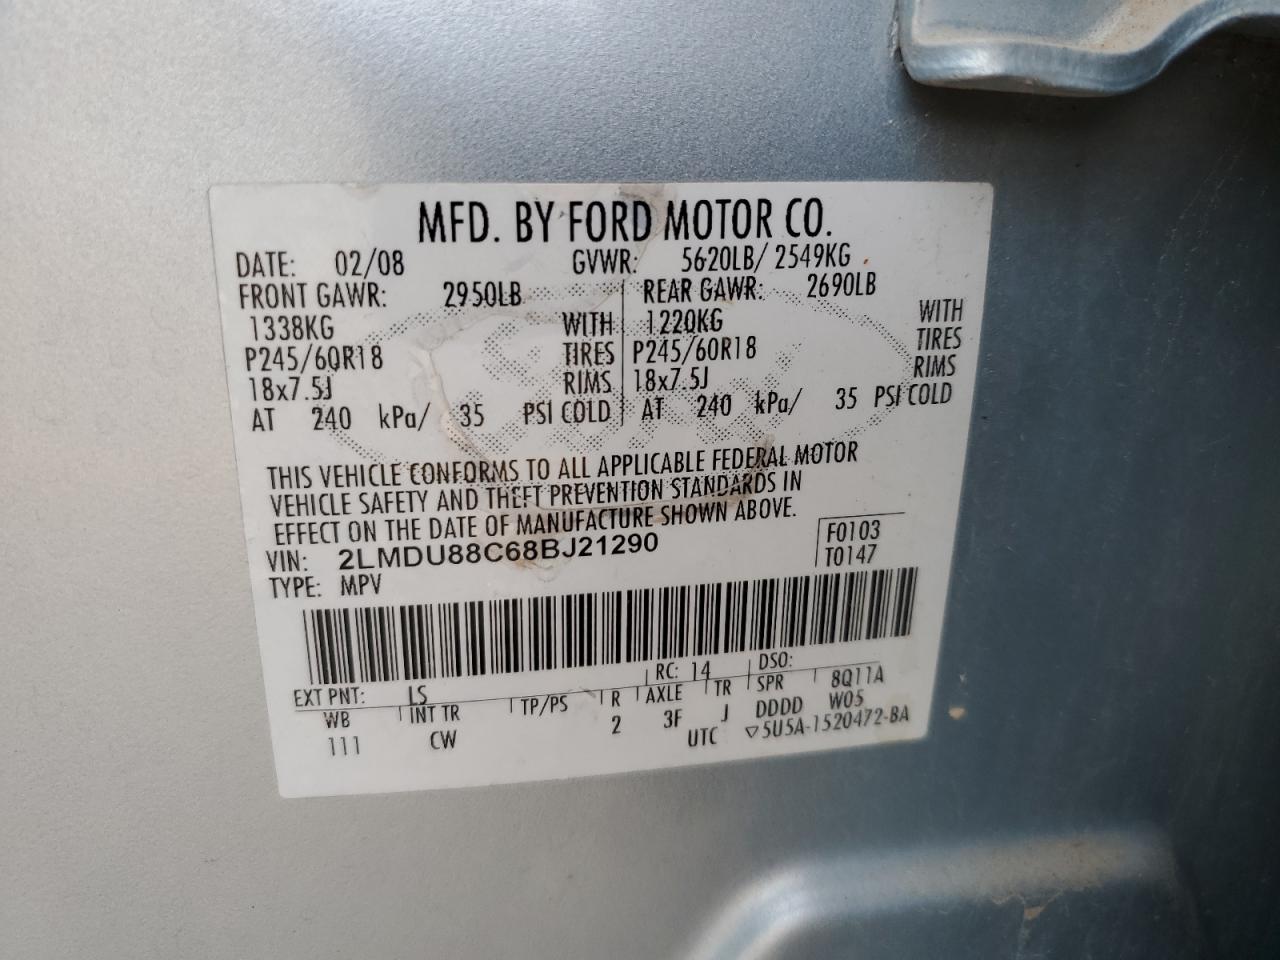 MFD. BY FORD MOTOR CO.
DATE: 02/08 GVWR: 5620LB/ 2549KG
FRONT GAWR: 2950LB REAR GAWR: 2690LB
1338KG WITH 1220KG WITH
P245/60R18 TIRES P245/60R18 TIRES
18x7.5J RIMS 18x7.5J RIMS
AT 240 kPa/ 35 PSI COLD AT 240 kPa/ 35 PSI COLD
THIS VEHICLE CONFORMS TO ALL APPLICABLE FEDERAL MOTOR
VEHICLE SAFETY AND THEFT PREVENTION STANDARDS IN
EFFECT ON THE DATE OF MANUFACTURE SHOWN ABOVE.
VIN: 2LMDU88C68BJ21290 F0103
TYPE: MPV T0147
EXT PNT: LS RC: 14 DSO:
WB INT TR TP/PS R AXLE TR SPR 8Q11A
111 CW 2 3F J DDDD W05
UTC ▽5U5A-1520472-BA